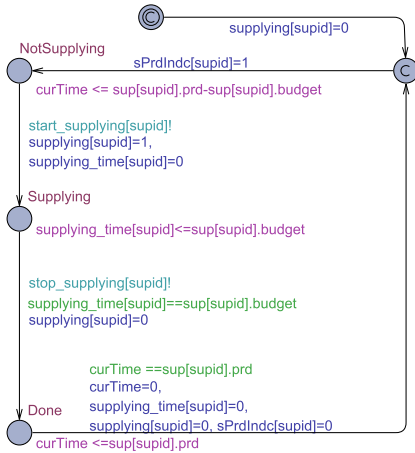 C
supplying[supid]=0
NotSupplying
sPrdIndc[supid]=1
C
curTime <= sup[supid].prd-sup[supid].budget
start_supplying[supid]!
supplying[supid]=1,
supplying_time[supid]=0
Supplying
supplying_time[supid]<=sup[supid].budget
stop_supplying[supid]!
supplying_time[supid]==sup[supid].budget
supplying[supid]=0
curTime ==sup[supid].prd
curTime=0,
supplying_time[supid]=0,
supplying[supid]=0, sPrdIndc[supid]=0
Done
curTime <=sup[supid].prd